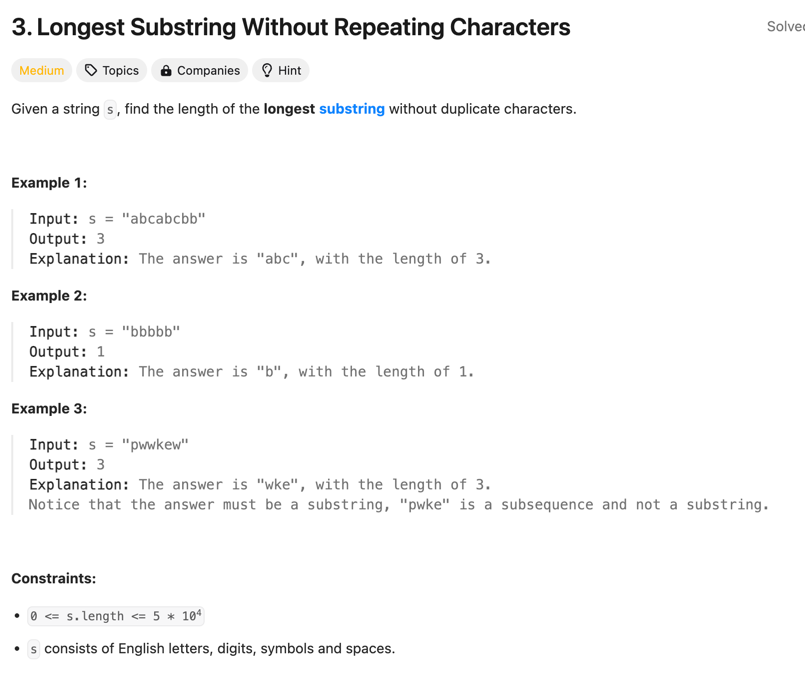 3. Longest Substring Without Repeating Characters
Solved
Medium Topics Companies Hint
Given a string s, find the length of the longest substring without duplicate characters.
Example 1:
Input: s = "abcabcbb"
Output: 3
Explanation: The answer is "abc", with the length of 3.
Example 2:
Input: s = "bbbbb"
Output: 1
Explanation: The answer is "b", with the length of 1.
Example 3:
Input: s = "pwwkew"
Output: 3
Explanation: The answer is "wke", with the length of 3.
Notice that the answer must be a substring, "pwke" is a subsequence and not a substring.
Constraints:
• 0 <= s.length <= 5 * 10⁴
• s consists of English letters, digits, symbols and spaces.